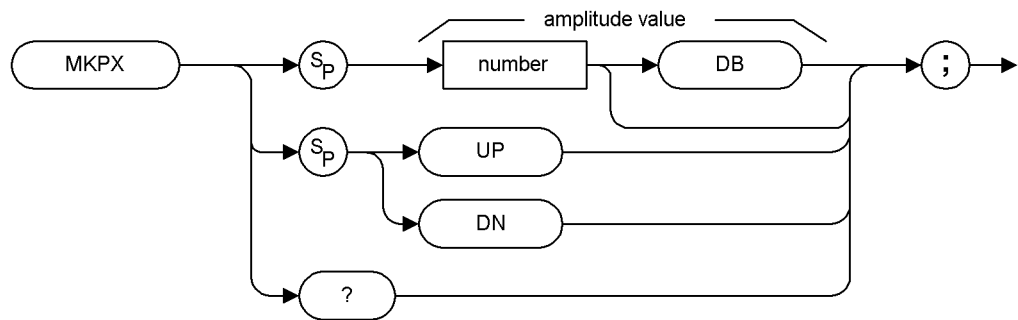 amplitude value
MKPX SP number DB ;
SP UP
DN
?